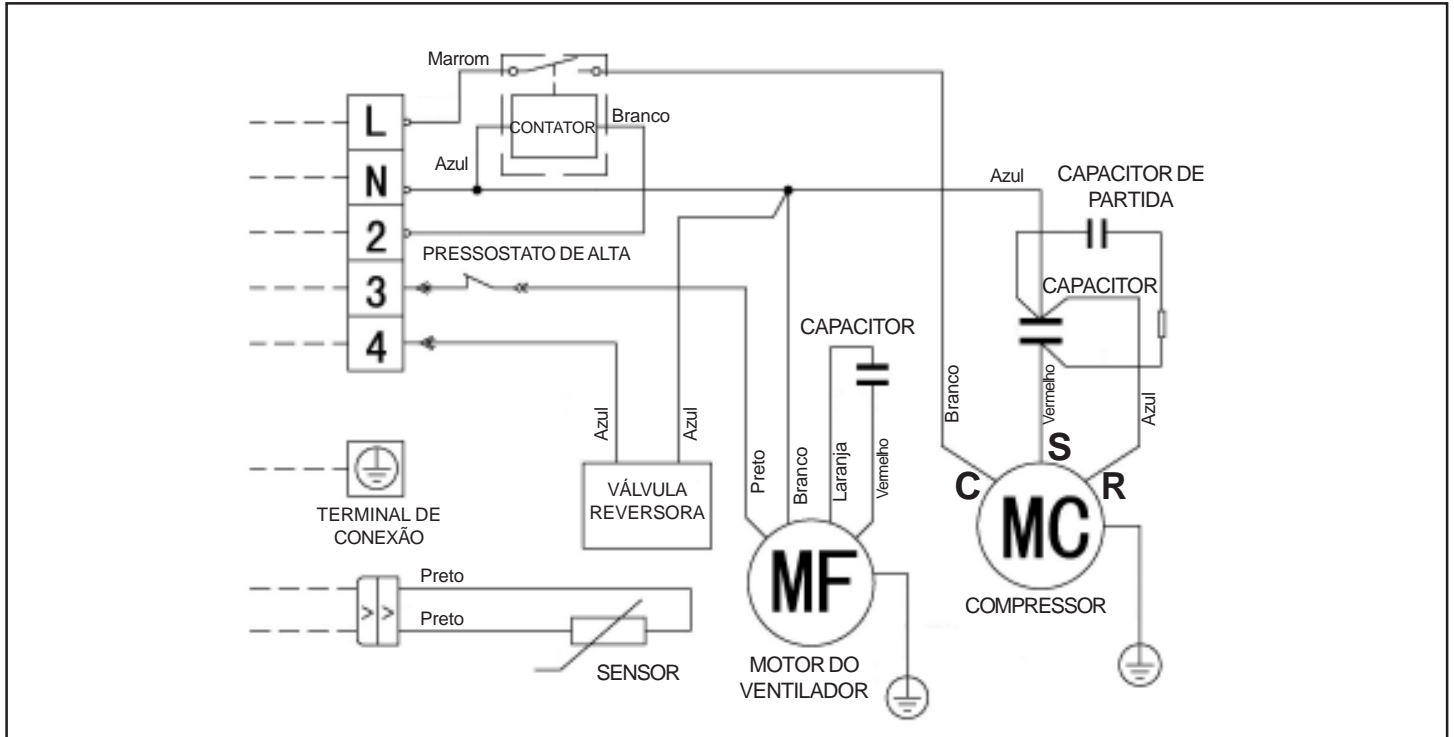 Marrom
L
CONTATOR
Branco
Azul
N
Azul
CAPACITOR DE
PARTIDA
2
PRESSOSTATO DE ALTA
3
CAPACITOR
4
CAPACITOR
Azul
Azul
Preto
Branco
Laranja
Vermelho
Branco
Vermelho
Azul
S
C
R
MC
COMPRESSOR
VÁLVULA
REVERSORA
TERMINAL DE
CONEXÃO
MF
MOTOR DO
VENTILADOR
Preto
Preto
SENSOR